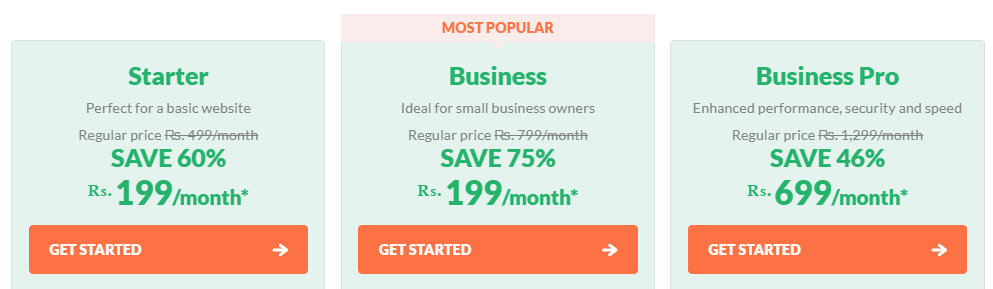 MOST POPULAR
Starter
Perfect for a basic website
Regular price Rs. 499/month
SAVE 60%
Rs. 199/month*
GET STARTED
Business
Ideal for small business owners
Regular price Rs. 799/month
SAVE 75%
Rs. 199/month*
GET STARTED
Business Pro
Enhanced performance, security and speed
Regular price Rs. 1,299/month
SAVE 46%
Rs. 699/month*
GET STARTED